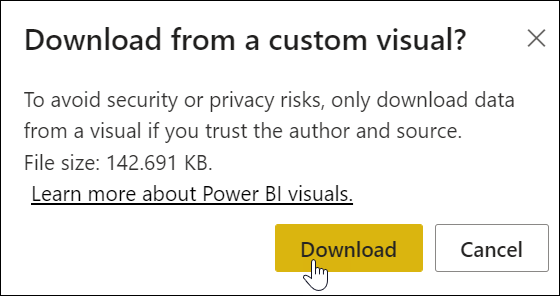 Download from a custom visual?
To avoid security or privacy risks, only download data
from a visual if you trust the author and source.
File size: 142.691 KB.
Learn more about Power BI visuals.
Download
Cancel